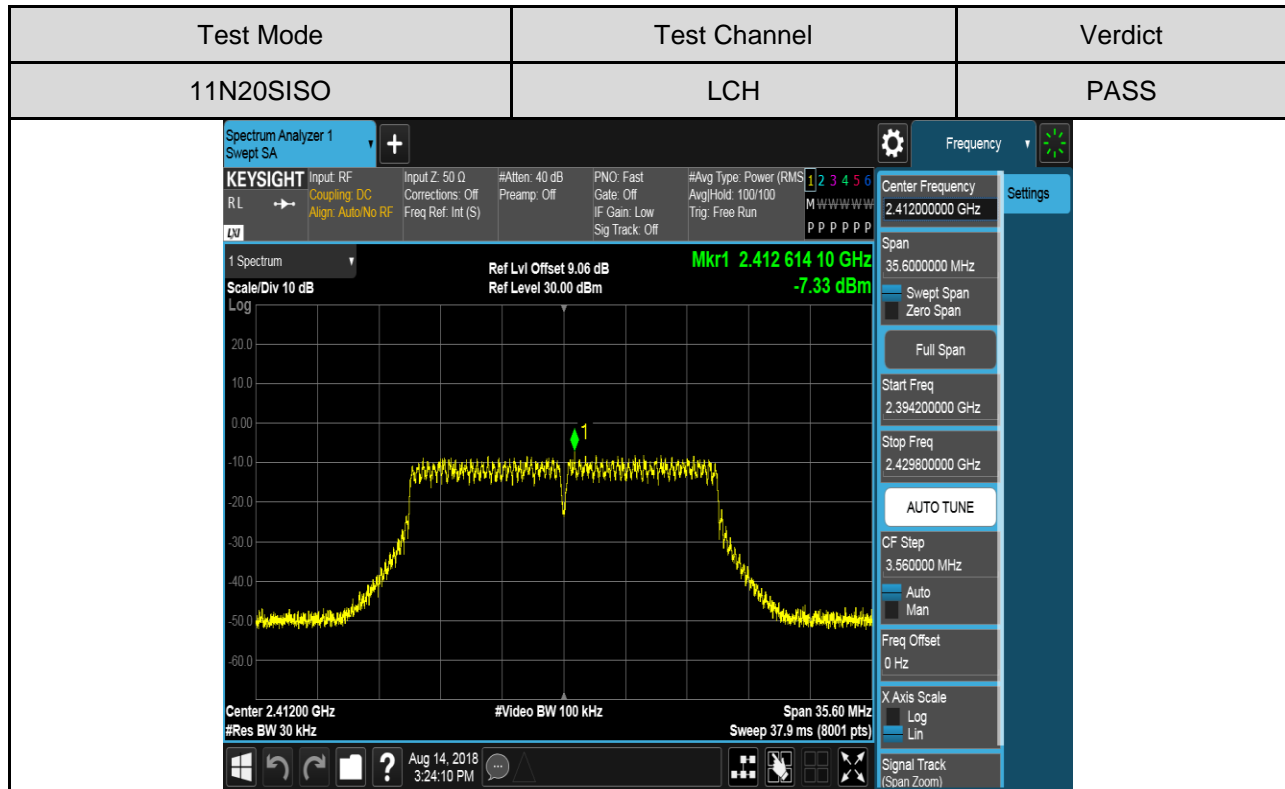 Test Mode Test Channel Verdict
11N20SISO LCH PASS
Spectrum Analyzer 1
Swept SA
+
Frequency
KEYSIGHT Input: RF Input Z: 50 Ω #Atten: 40 dB PNO: Fast #Avg Type: Power (RMS 1 2 3 4 5 6
RL Coupling: DC Corrections: Off Preamp: Off Gate: Off Avg|Hold: 100/100 M W W W W W
Align: Auto/No RF Freq Ref: Int (S) IF Gain: Low Trig: Free Run
LXI Sig Track: Off P P P P P P
1 Spectrum
Ref Lvl Offset 9.06 dB
Mkr1 2.412 614 10 GHz
Scale/Div 10 dB Ref Level 30.00 dBm -7.33 dBm
Log
20.0
10.0
0.00
-10.0
-20.0
-30.0
-40.0
-50.0
-60.0
1
Center 2.41200 GHz #Video BW 100 kHz Span 35.60 MHz
#Res BW 30 kHz Sweep 37.9 ms (8001 pts)
Center Frequency
2.412000000 GHz
Settings
Span
35.6000000 MHz
Swept Span
Zero Span
Full Span
Start Freq
2.394200000 GHz
Stop Freq
2.429800000 GHz
AUTO TUNE
CF Step
3.560000 MHz
Auto
Man
Freq Offset
0 Hz
X Axis Scale
Log
Lin
Signal Track
(Span Zoom)
? Aug 14, 2018
3:24:10 PM